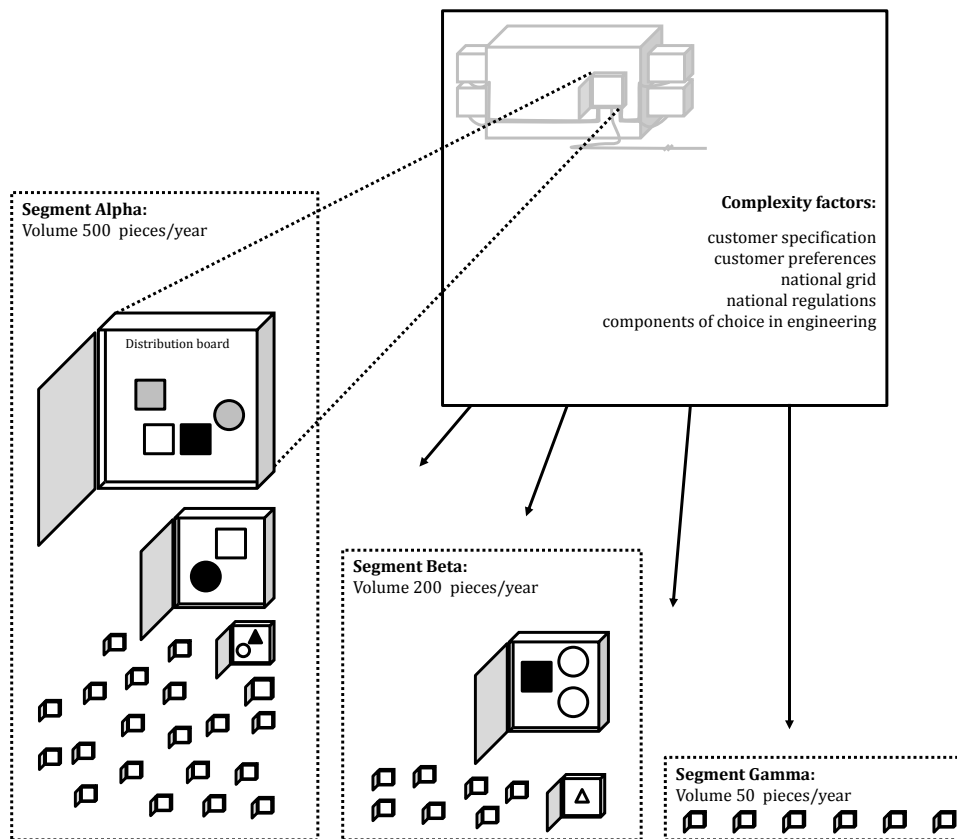 Complexity factors:
customer specification
customer preferences
national grid
national regulations
components of choice in engineering
Segment Alpha:
Volume 500 pieces/year
Distribution board
Segment Beta:
Volume 200 pieces/year
Segment Gamma:
Volume 50 pieces/year